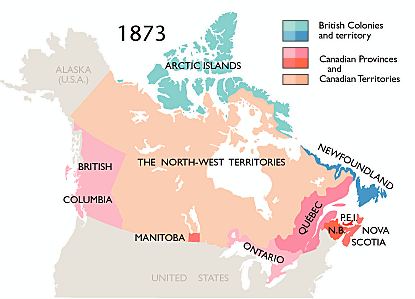 1873
British Colonies
and territory
Canadian Provinces
and
Canadian Territories
ARCTIC ISLANDS
ALASKA
(U.S.A.)
NEWFOUNDLAND
BRITISH
COLUMBIA
THE NORTH-WEST TERRITORIES
QUÉBEC
P.E.I.
N.B.
NOVA
SCOTIA
MANITOBA
ONTARIO
UNITED STATES